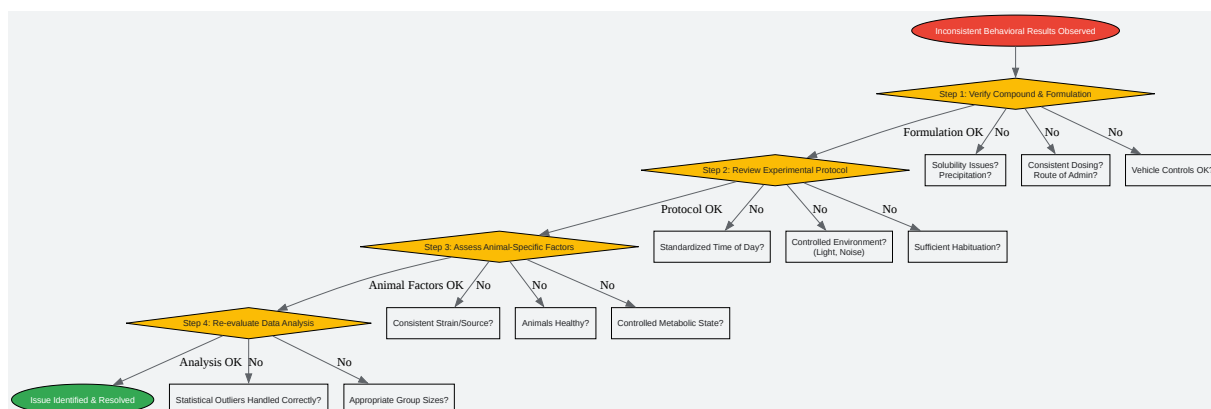 Inconsistent Behavioral Results Observed
Step 1: Verify Compound & Formulation
Formulation OK
No
No
No
Solubility Issues?
Precipitation?
Consistent Dosing?
Route of Admin?
Vehicle Controls OK?
Step 2: Review Experimental Protocol
Protocol OK
No
No
No
Standardized Time of Day?
Controlled Environment?
(Light, Noise)
Sufficient Habituation?
Step 3: Assess Animal-Specific Factors
Animal Factors OK
No
No
No
Consistent Strain/Source?
Animals Healthy?
Controlled Metabolic State?
Step 4: Re-evaluate Data Analysis
Analysis OK
No
No
Issue Identified & Resolved
Statistical Outliers Handled Correctly?
Appropriate Group Sizes?